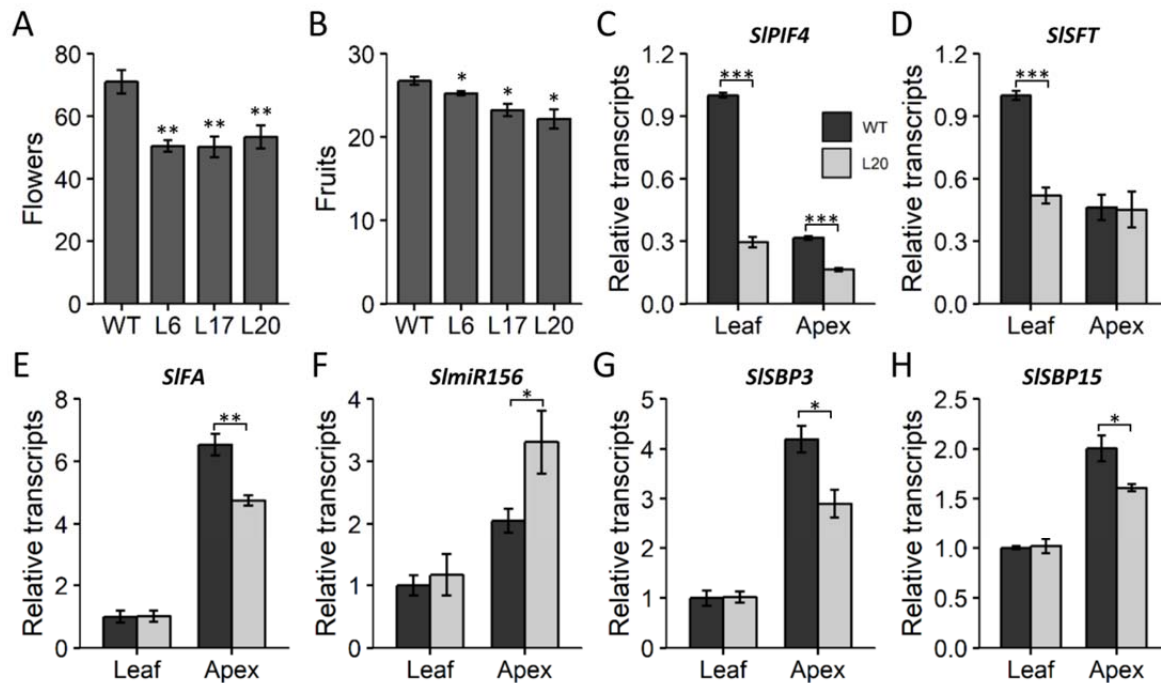 A
Flowers
80
60
40
20
0
**
**
**
WT L6 L17 L20
B
Fruits
30
20
10
0
*
*
*
WT L6 L17 L20
C
SlPIF4
Relative transcripts
1.2
0.9
0.6
0.3
0.0
***
***
WT
L20
Leaf Apex
D
SlSFT
Relative transcripts
1.2
0.9
0.6
0.3
0.0
***
Leaf Apex
E
SlFA
Relative transcripts
8
6
4
2
0
**
Leaf Apex
F
SlmiR156
Relative transcripts
4
3
2
1
0
*
Leaf Apex
G
SlSBP3
Relative transcripts
5
4
3
2
1
0
*
Leaf Apex
H
SlSBP15
Relative transcripts
2.5
2.0
1.5
1.0
0.5
0.0
*
Leaf Apex